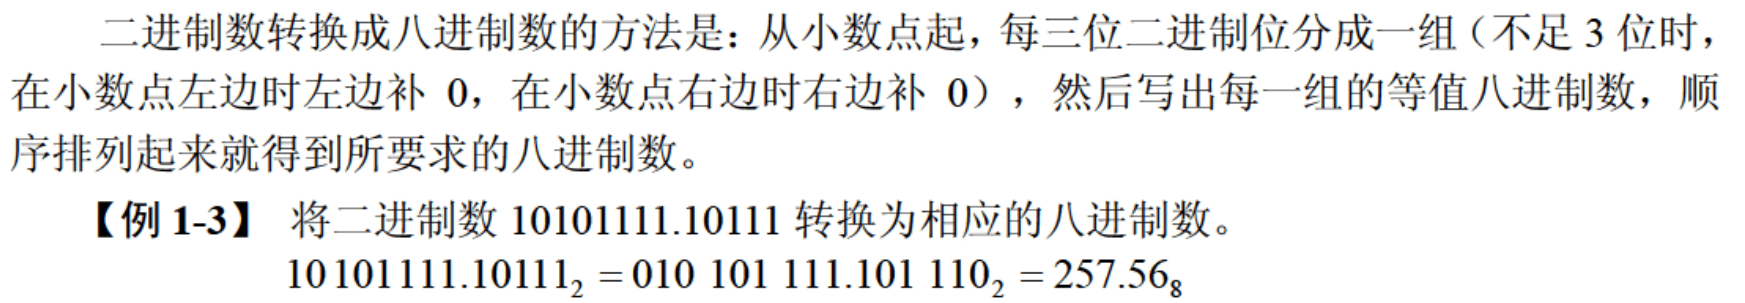 二进制数转换成八进制数的方法是：从小数点起，每三位二进制位分成一组（不足 3 位时，
在小数点左边时左边补 0，在小数点右边时右边补 0），然后写出每一组的等值八进制数，顺
序排列起来就得到所要求的八进制数。
【例 1-3】 将二进制数 10101111.10111 转换为相应的八进制数。
10 101 111.10111₂ = 010 101 111.101 110₂ = 257.56₈